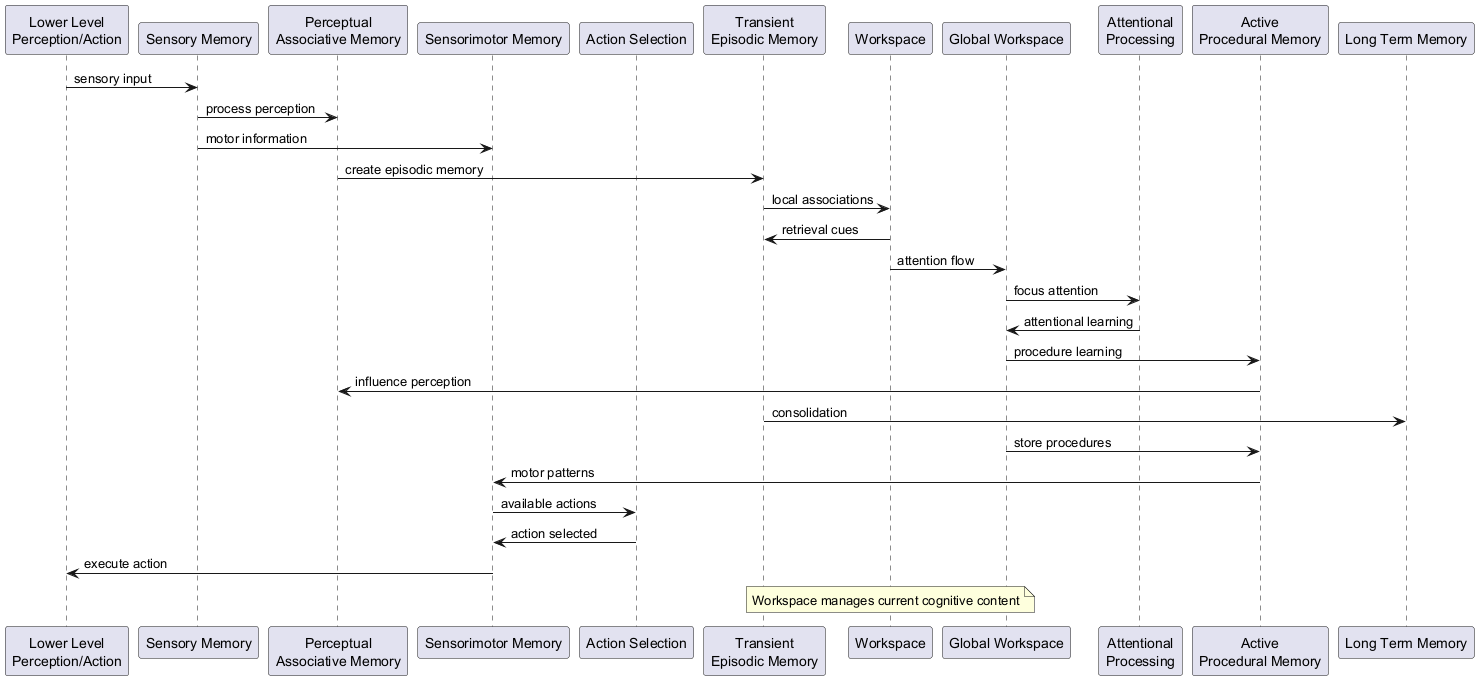 Lower Level
Perception/Action
Sensory Memory
Perceptual
Associative Memory
Sensorimotor Memory
Action Selection
Transient
Episodic Memory
Workspace
Global Workspace
Attentional
Processing
Active
Procedural Memory
Long Term Memory
sensory input
process perception
motor information
create episodic memory
local associations
retrieval cues
attention flow
focus attention
attentional learning
procedure learning
influence perception
consolidation
store procedures
motor patterns
available actions
action selected
execute action
Workspace manages current cognitive content
Lower Level
Perception/Action
Sensory Memory
Perceptual
Associative Memory
Sensorimotor Memory
Action Selection
Transient
Episodic Memory
Workspace
Global Workspace
Attentional
Processing
Active
Procedural Memory
Long Term Memory